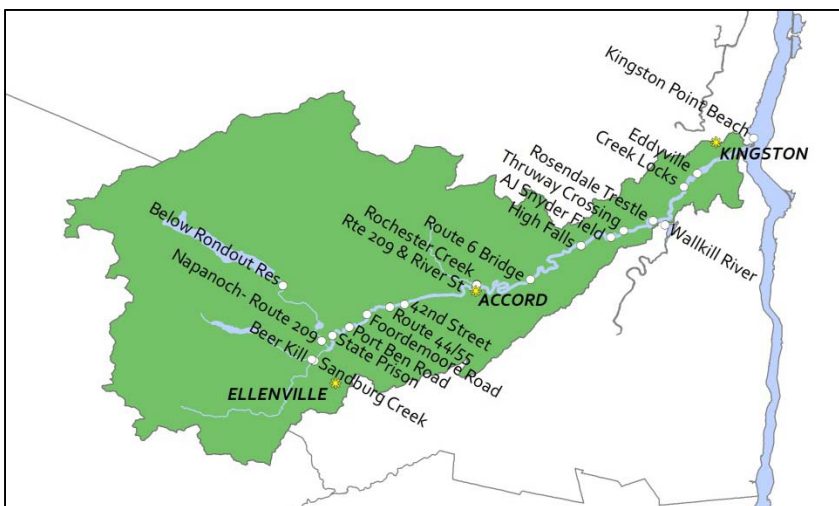 Kingston Point Beach
Eddyville
KINGSTON
Creek Locks
Rosendale Trestle
Thruway Crossing
AJ Snyder Field
High Falls
Wallkill River
Route 6 Bridge
Rochester Creek
Rte 209 & River St
ACCORD
Below Rondout Res
Napanoch- Route 209
Beer Kill
42nd Street
Route 44/55
Foordemoore Road
Port Ben Road
State Prison
Sandburg Creek
ELLENVILLE